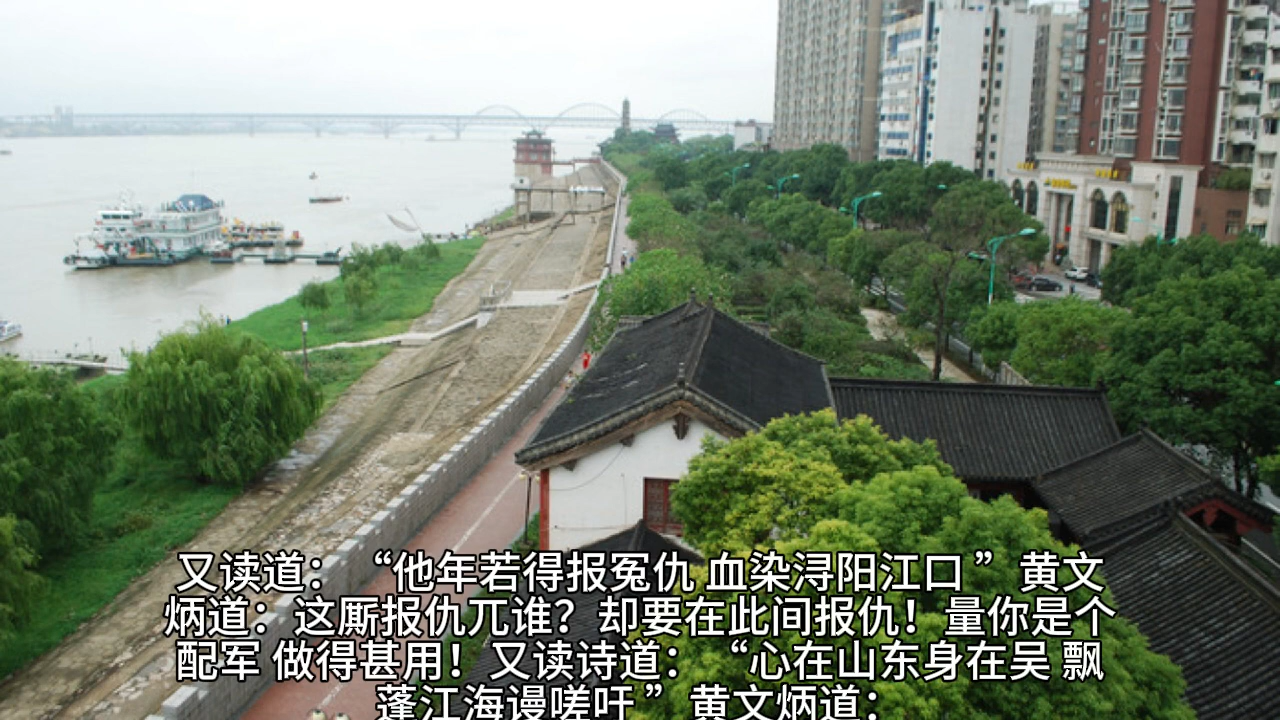 又读道：“他年若得报冤仇 血染浔阳江口 ”黄文
炳道：这厮报仇兀谁？却要在此间报仇！量你是个
配军 做得甚用！又读诗道：“心在山东身在吴 飘
蓬江海谩嗟吁 ”黄文炳道：